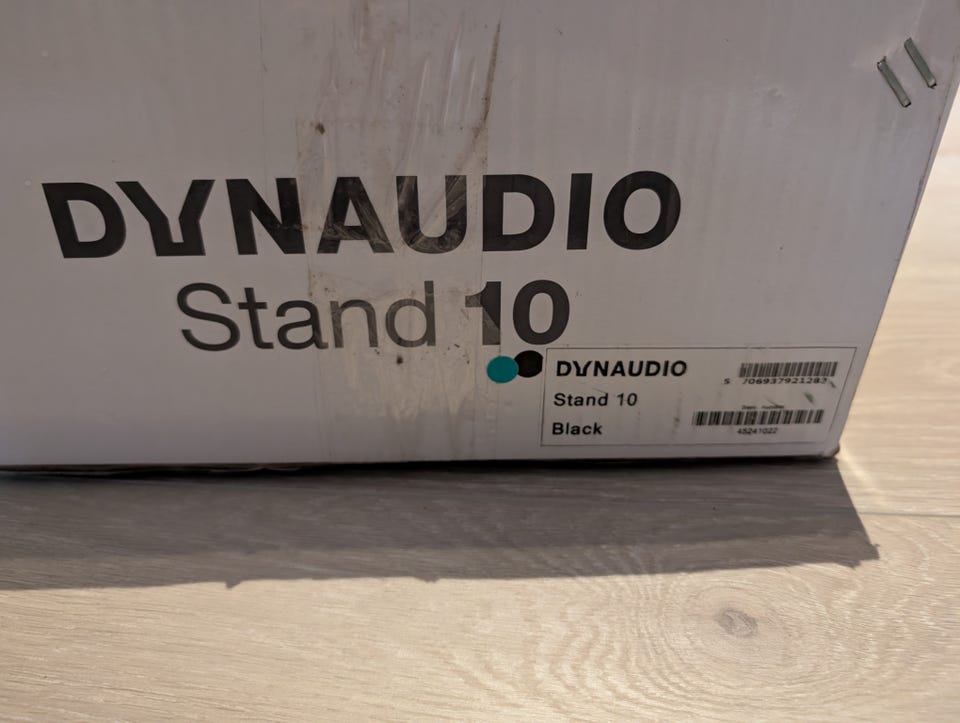 DYNAUDIO
Stand 10
DYNAUDIO
Stand 10
Black
5 706937921283
45241022